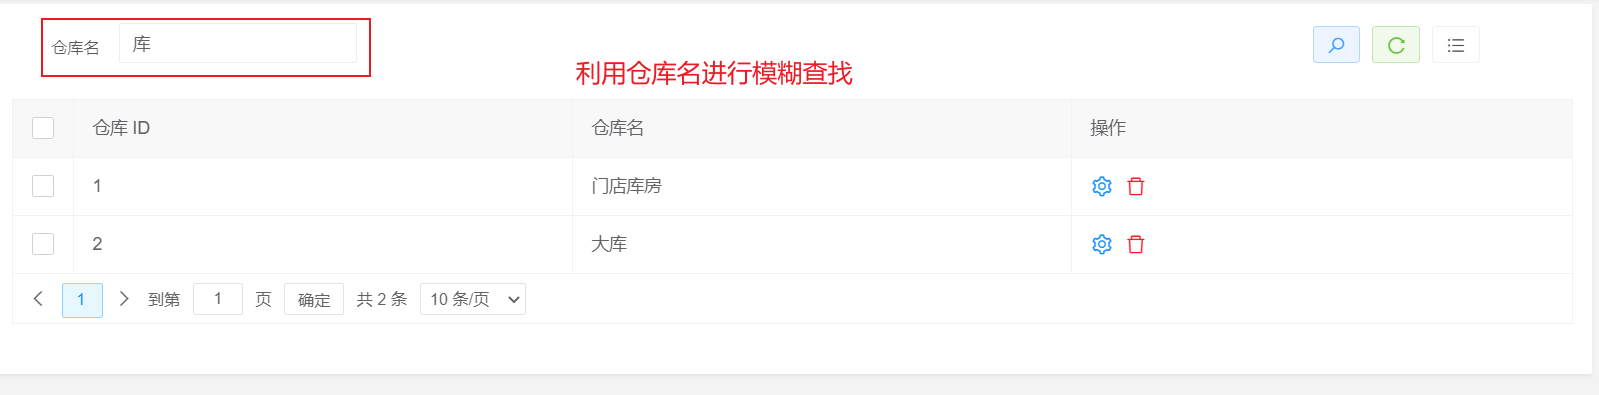 仓库名 库
利用仓库名进行模糊查找
仓库 ID 仓库名 操作
1 门店库房
2 大库
1 到第 1 页 确定 共 2 条 10 条/页